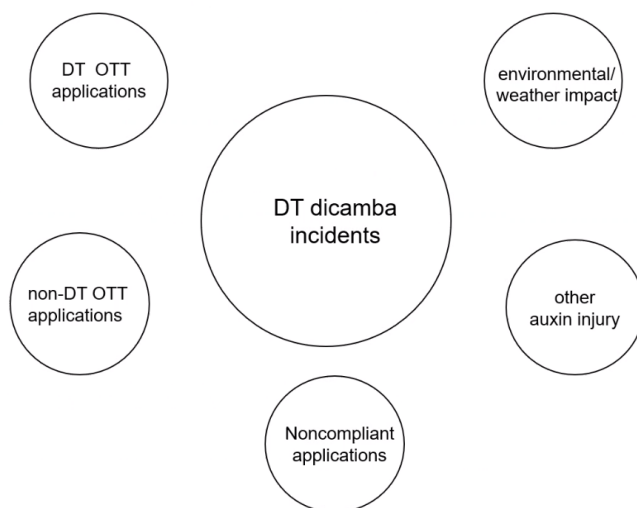 DT OTT
applications
environmental/
weather impact
DT dicamba
incidents
non-DT OTT
applications
other
auxin injury
Noncompliant
applications